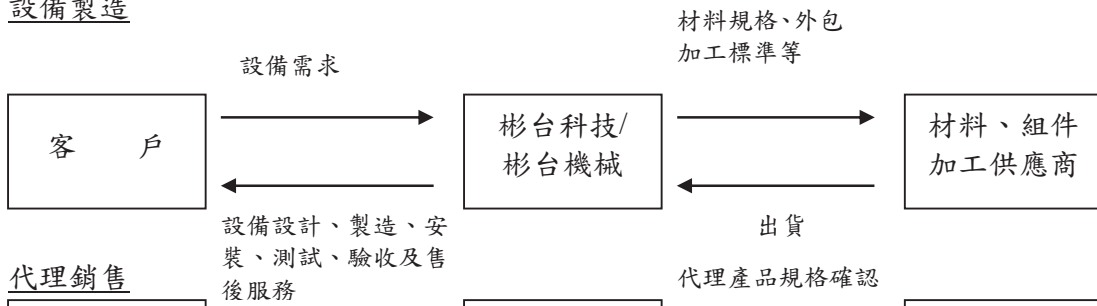 設備製造
材料規格、外包
加工標準等
設備需求
客 戶
彬台科技/
彬台機械
材料、組件
加工供應商
設備設計、製造、安
裝、測試、驗收及售
後服務
出貨
代理銷售
代理產品規格確認